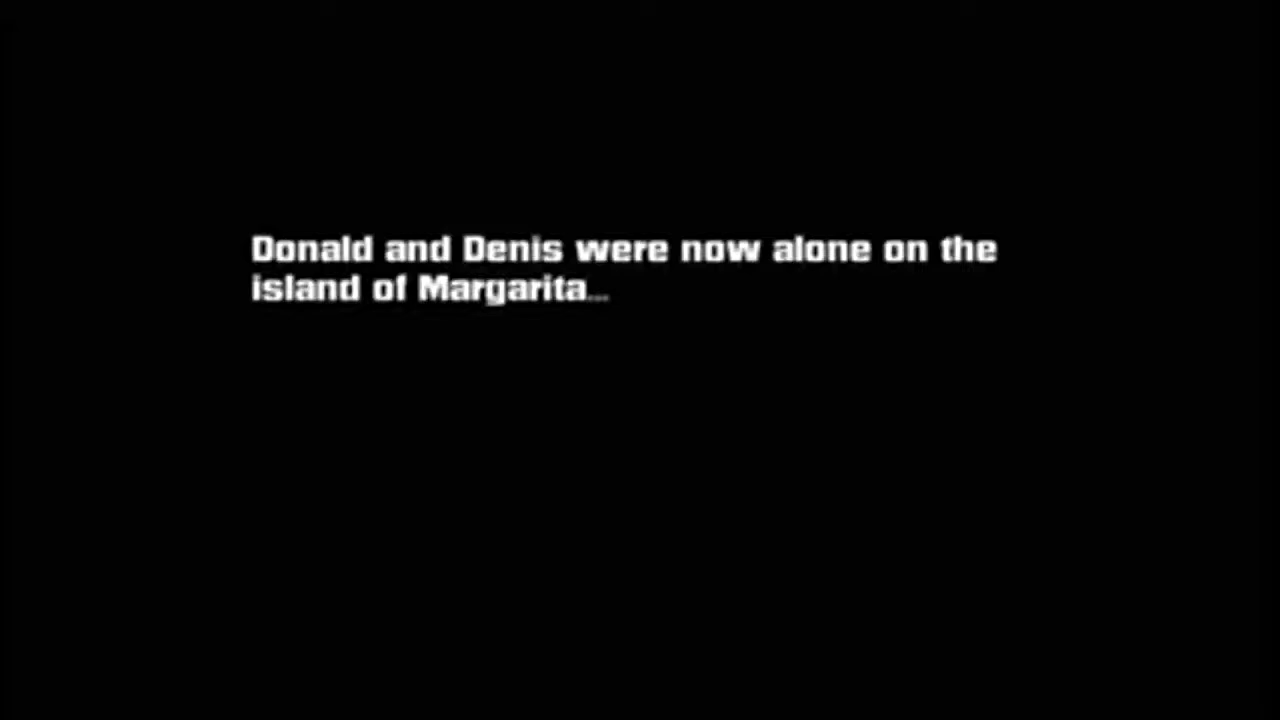 Donald and Denis were now alone on the
island of Margarita...